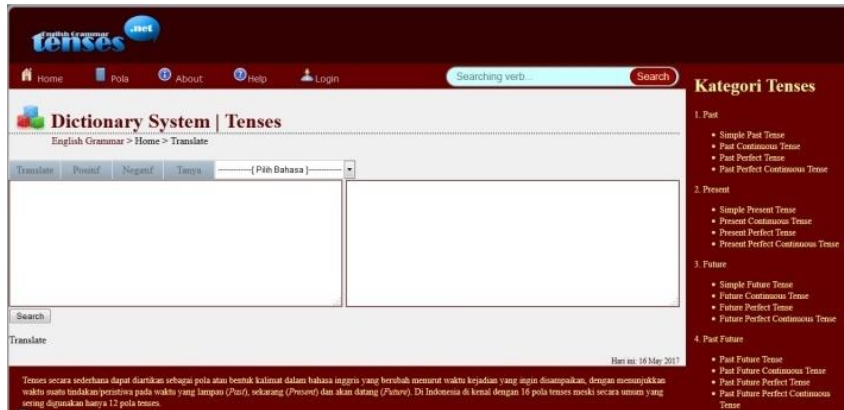 English Grammar
.net
tenses
Home
Pola
About
Help
Login
Searching verb...
Search
Dictionary System | Tenses
English Grammar > Home > Translate
Translate
Positif
Negatif
Tanya
------------( Pilih Bahasa )------------
Search
Translate
Hari ini: 16 May 2017
Tenses secara sederhana dapat diartikan sebagai pola atau bentuk kalimat dalam bahasa inggris yang berubah menurut waktu kejadian yang ingin disampaikan, dengan menunjukkan
waktu suatu tindakan/peristiwa pada waktu yang lampau (Past), sekarang (Present) dan akan datang (Future). Di Indonesia di kenal dengan 16 pola tenses meski secara umum yang
sering digunakan hanya 12 pola tenses.
Kategori Tenses
1. Past
• Simple Past Tense
• Past Continuous Tense
• Past Perfect Tense
• Past Perfect Continuous Tense
2. Present
• Simple Present Tense
• Present Continuous Tense
• Present Perfect Tense
• Present Perfect Continuous Tense
3. Future
• Simple Future Tense
• Future Continuous Tense
• Future Perfect Tense
• Future Perfect Continuous Tense
4. Past Future
• Past Future Tense
• Past Future Continuous Tense
• Past Future Perfect Tense
• Past Future Perfect Continuous
Tense